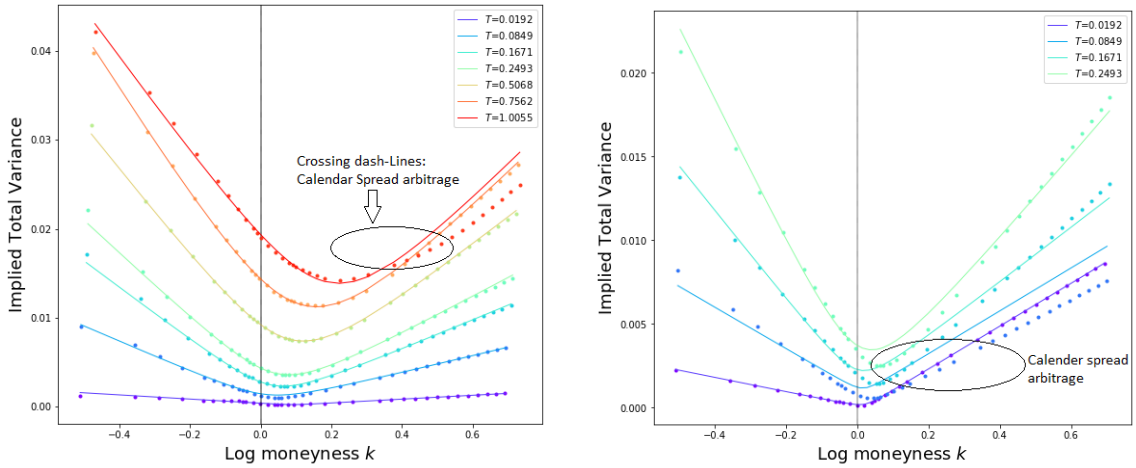 T=0.0192
T=0.0849
T=0.1671
T=0.2493
T=0.5068
T=0.7562
T=1.0055
Crossing dash-Lines:
Calendar Spread arbitrage
0.04
0.03
0.02
0.01
0.00
Implied Total Variance
−0.4
−0.2
0.0
0.2
0.4
0.6
Log moneyness k
T=0.0192
T=0.0849
T=0.1671
T=0.2493
Calender spread
arbitrage
0.020
0.015
0.010
0.005
0.000
Implied Total Variance
−0.4
−0.2
0.0
0.2
0.4
0.6
Log moneyness k